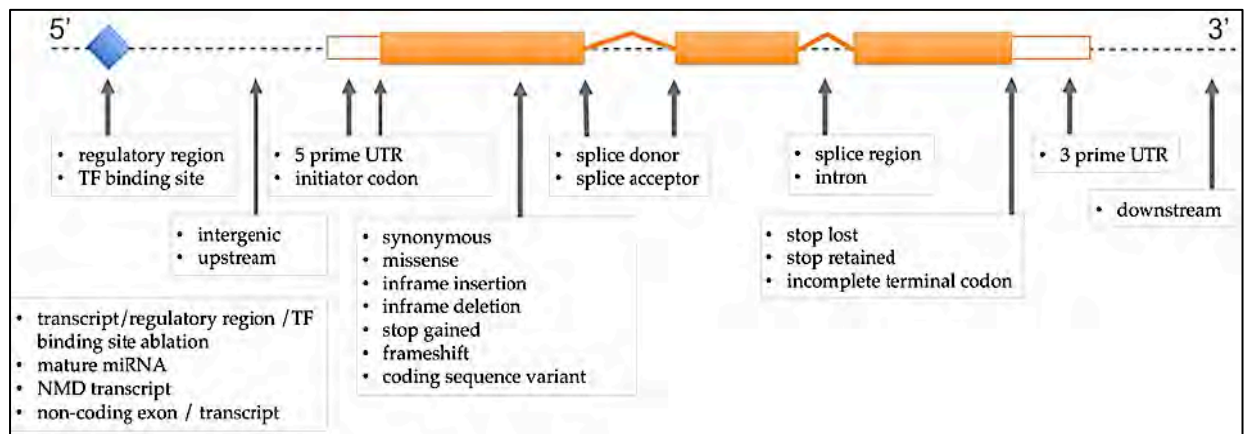 5’
3’
• regulatory region
• TF binding site
• 5 prime UTR
• initiator codon
• splice donor
• splice acceptor
• splice region
• intron
• 3 prime UTR
• downstream
• intergenic
• upstream
• synonymous
• missense
• inframe insertion
• inframe deletion
• stop gained
• frameshift
• coding sequence variant
• stop lost
• stop retained
• incomplete terminal codon
• transcript/regulatory region /TF
binding site ablation
• mature miRNA
• NMD transcript
• non-coding exon / transcript